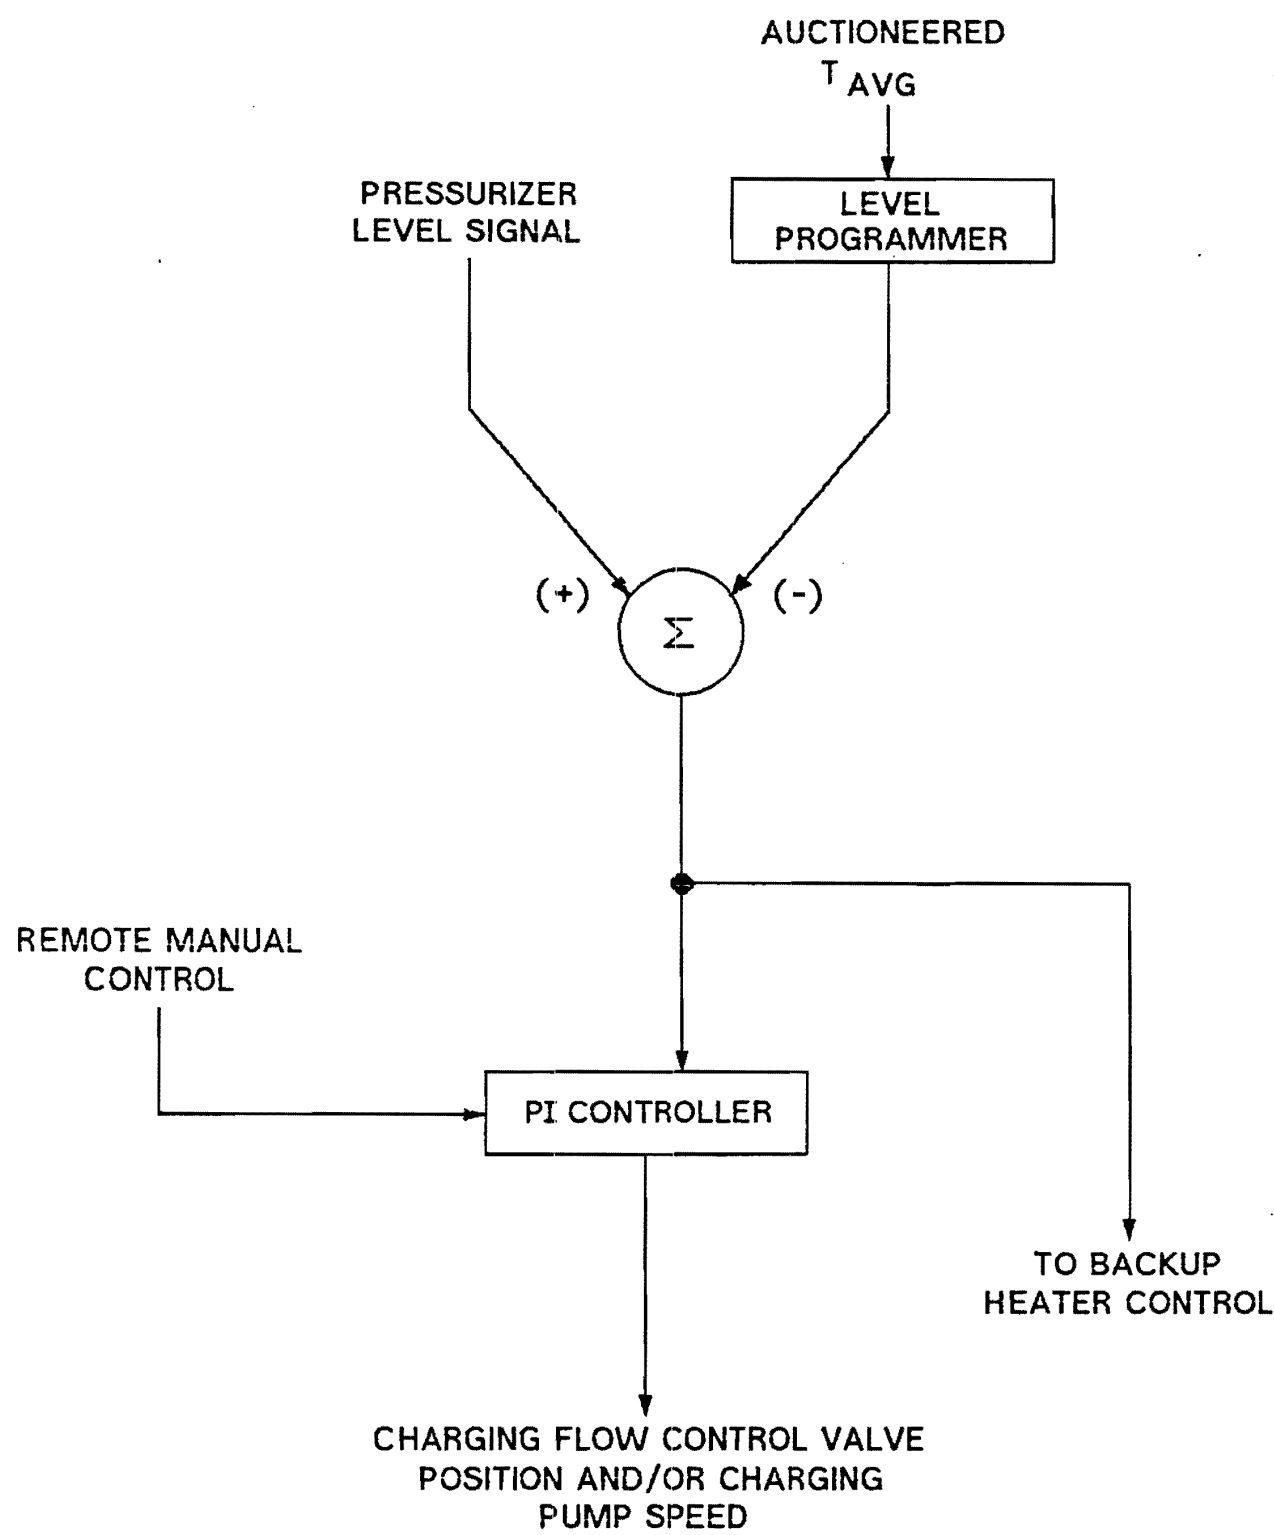 AUCTIONEERED
T AVG
PRESSURIZER
LEVEL SIGNAL
LEVEL
PROGRAMMER
(+)
(-)
Σ
REMOTE MANUAL
CONTROL
PI CONTROLLER
TO BACKUP
HEATER CONTROL
CHARGING FLOW CONTROL VALVE
POSITION AND/OR CHARGING
PUMP SPEED